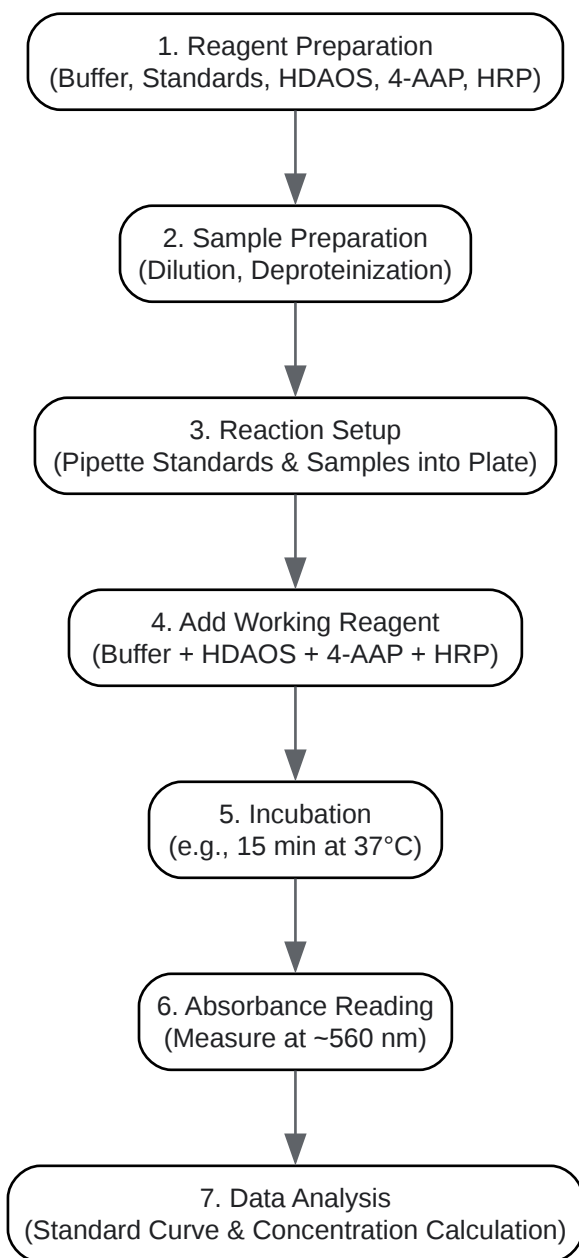 1. Reagent Preparation
(Buffer, Standards, HDAOS, 4-AAP, HRP)
2. Sample Preparation
(Dilution, Deproteinization)
3. Reaction Setup
(Pipette Standards & Samples into Plate)
4. Add Working Reagent
(Buffer + HDAOS + 4-AAP + HRP)
5. Incubation
(e.g., 15 min at 37°C)
6. Absorbance Reading
(Measure at ~560 nm)
7. Data Analysis
(Standard Curve & Concentration Calculation)